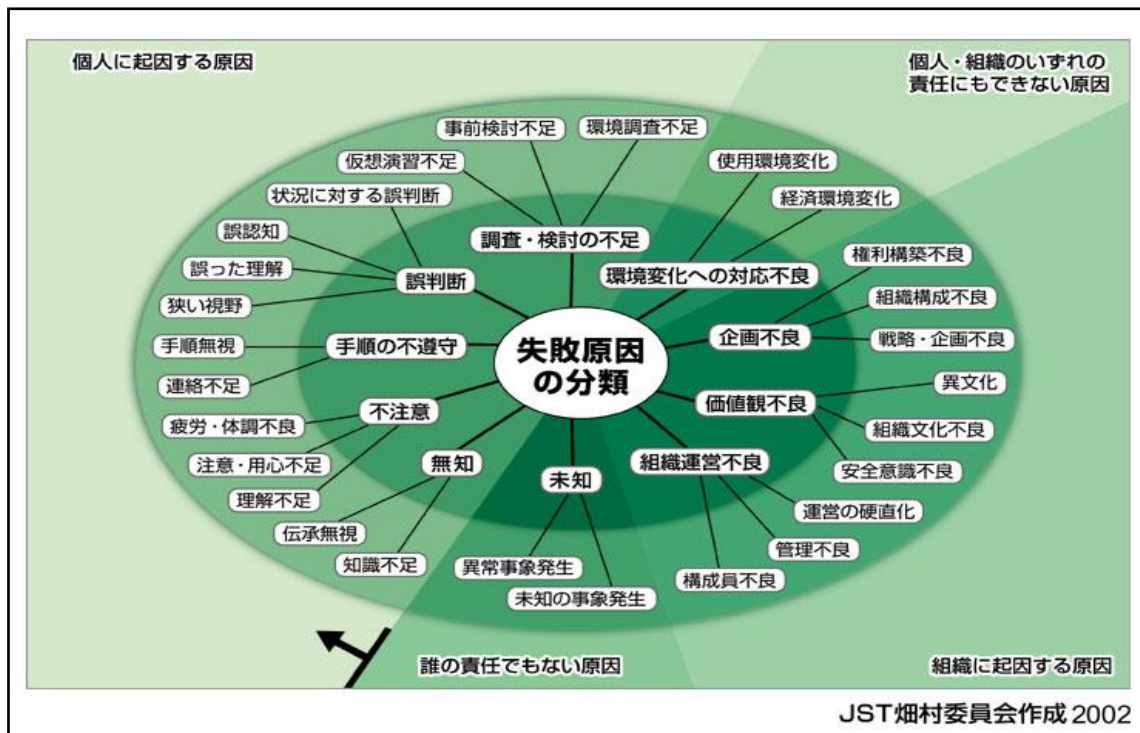 個人に起因する原因
個人・組織のいずれの
責任にもできない原因
事前検討不足
環境調査不足
仮想演習不足
使用環境変化
状況に対する誤判断
経済環境変化
誤認知
調査・検討の不足
権利構築不良
誤った理解
誤判断
環境変化への対応不良
組織構成不良
狭い視野
手順無視
手順の不遵守
失敗原因
の分類
企画不良
戦略・企画不良
連絡不足
異文化
不注意
価値観不良
疲労・体調不良
組織文化不良
注意・用心不足
無知
未知
組織運営不良
安全意識不良
理解不足
運営の硬直化
伝承無視
管理不良
知識不足
異常事象発生
構成員不良
未知の事象発生
誰の責任でもない原因
組織に起因する原因
JST畑村委員会作成2002